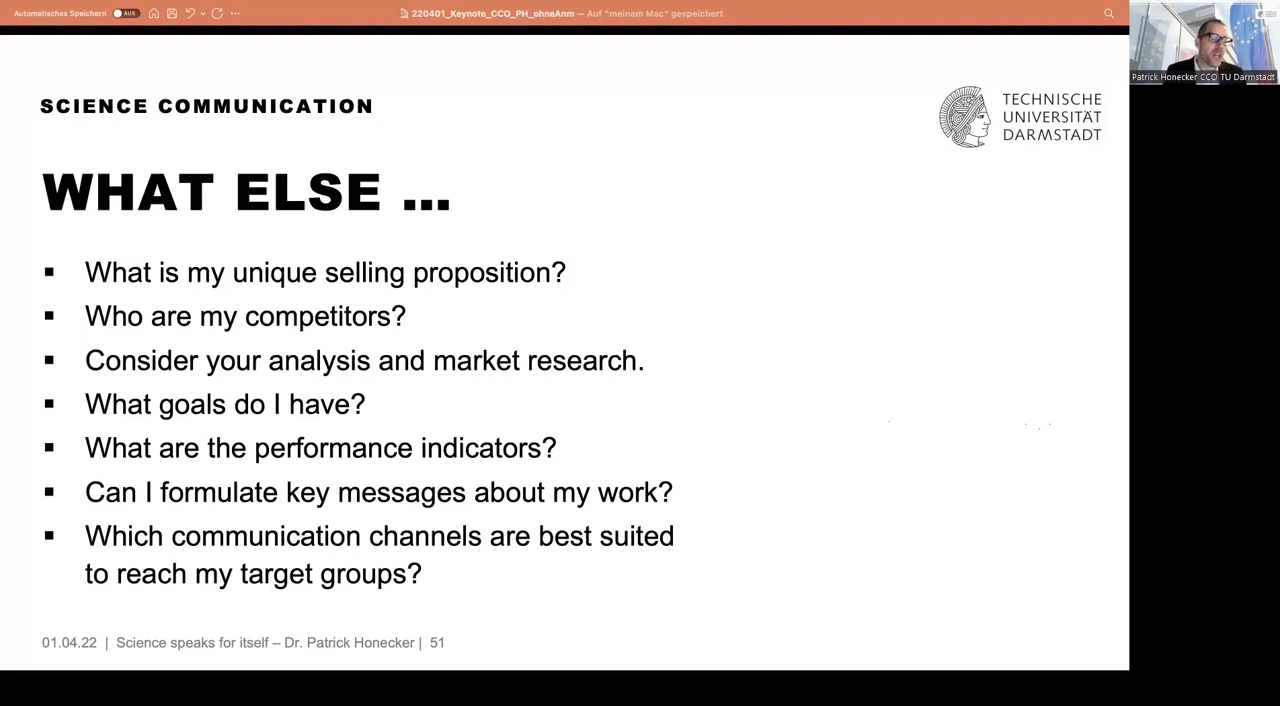 Automatisches Speichern AUS
220401_Keynote_CCO_PH_ohneAnm — Auf "meinem Mac" gespeichert
Patrick Honecker CCO TU Darmstadt
SCIENCE COMMUNICATION
TECHNISCHE
UNIVERSITÄT
DARMSTADT
WHAT ELSE ...
▪ What is my unique selling proposition?
▪ Who are my competitors?
▪ Consider your analysis and market research.
▪ What goals do I have?
▪ What are the performance indicators?
▪ Can I formulate key messages about my work?
▪ Which communication channels are best suited
to reach my target groups?
01.04.22 | Science speaks for itself – Dr. Patrick Honecker | 51